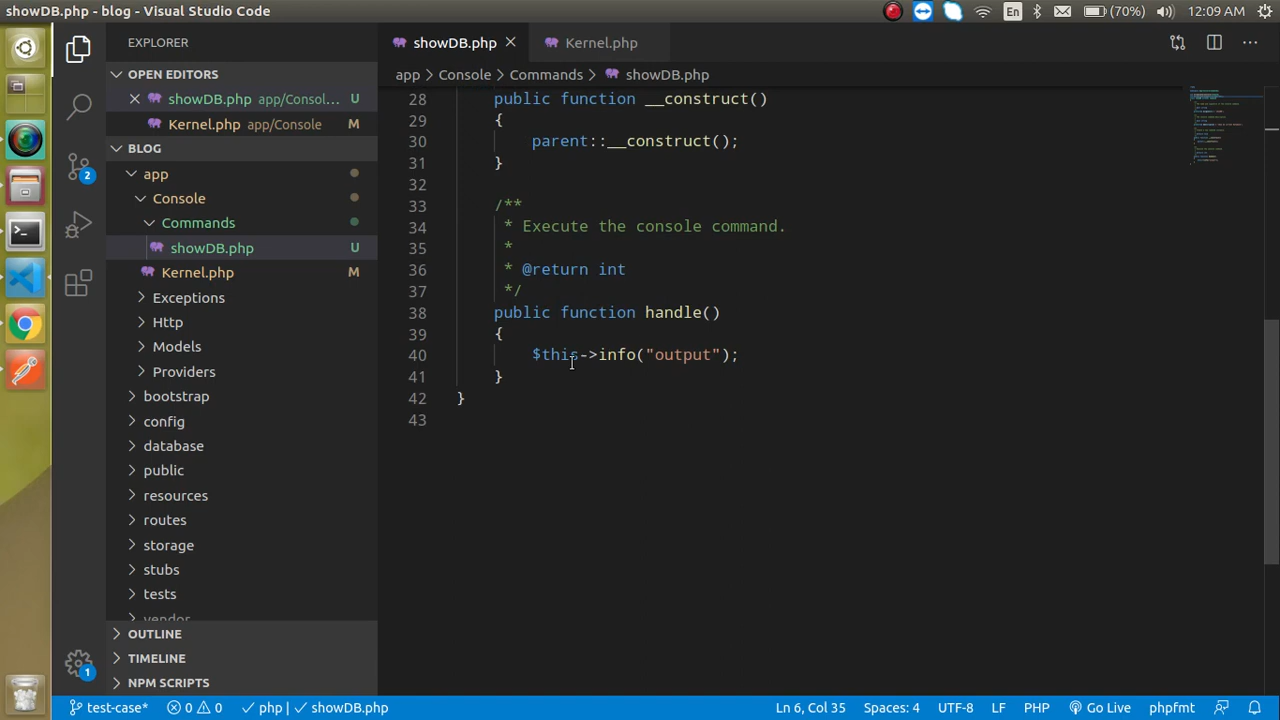 showDB.php - blog - Visual Studio Code
En
(70%)
12:09 AM
EXPLORER
showDB.php
Kernel.php
OPEN EDITORS
showDB.php app/Consol... U
Kernel.php app/Console M
BLOG
app
Console
Commands
showDB.php U
Kernel.php M
Exceptions
Http
Models
Providers
bootstrap
config
database
public
resources
routes
storage
stubs
tests
vendor
OUTLINE
TIMELINE
NPM SCRIPTS
2
1
app > Console > Commands > showDB.php
28 public function __construct()
29 {
30 parent::__construct();
31 }
32
33 /**
34 * Execute the console command.
35 *
36 * @return int
37 */
38 public function handle()
39 {
40 $this->info("output");
41 }
42 }
43
test-case* 0 0 php | showDB.php Ln 6, Col 35 Spaces: 4 UTF-8 LF PHP Go Live phpfmt